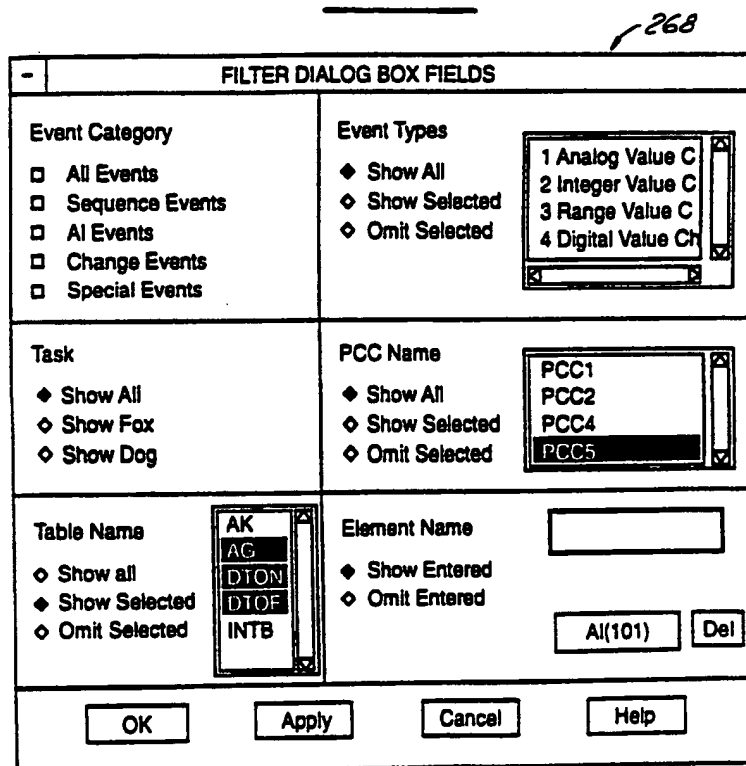 268
- FILTER DIALOG BOX FIELDS
Event Category
All Events
Sequence Events
AI Events
Change Events
Special Events
Event Types
Show All
Show Selected
Omit Selected
1 Analog Value C
2 Integer Value C
3 Range Value C
4 Digital Value Ch
Task
Show All
Show Fox
Show Dog
PCC Name
Show All
Show Selected
Omit Selected
PCC1
PCC2
PCC4
PCC5
Table Name
Show all
Show Selected
Omit Selected
AK
AG
DTON
DTOF
INTB
Element Name
Show Entered
Omit Entered
AI(101)
Del
OK
Apply
Cancel
Help